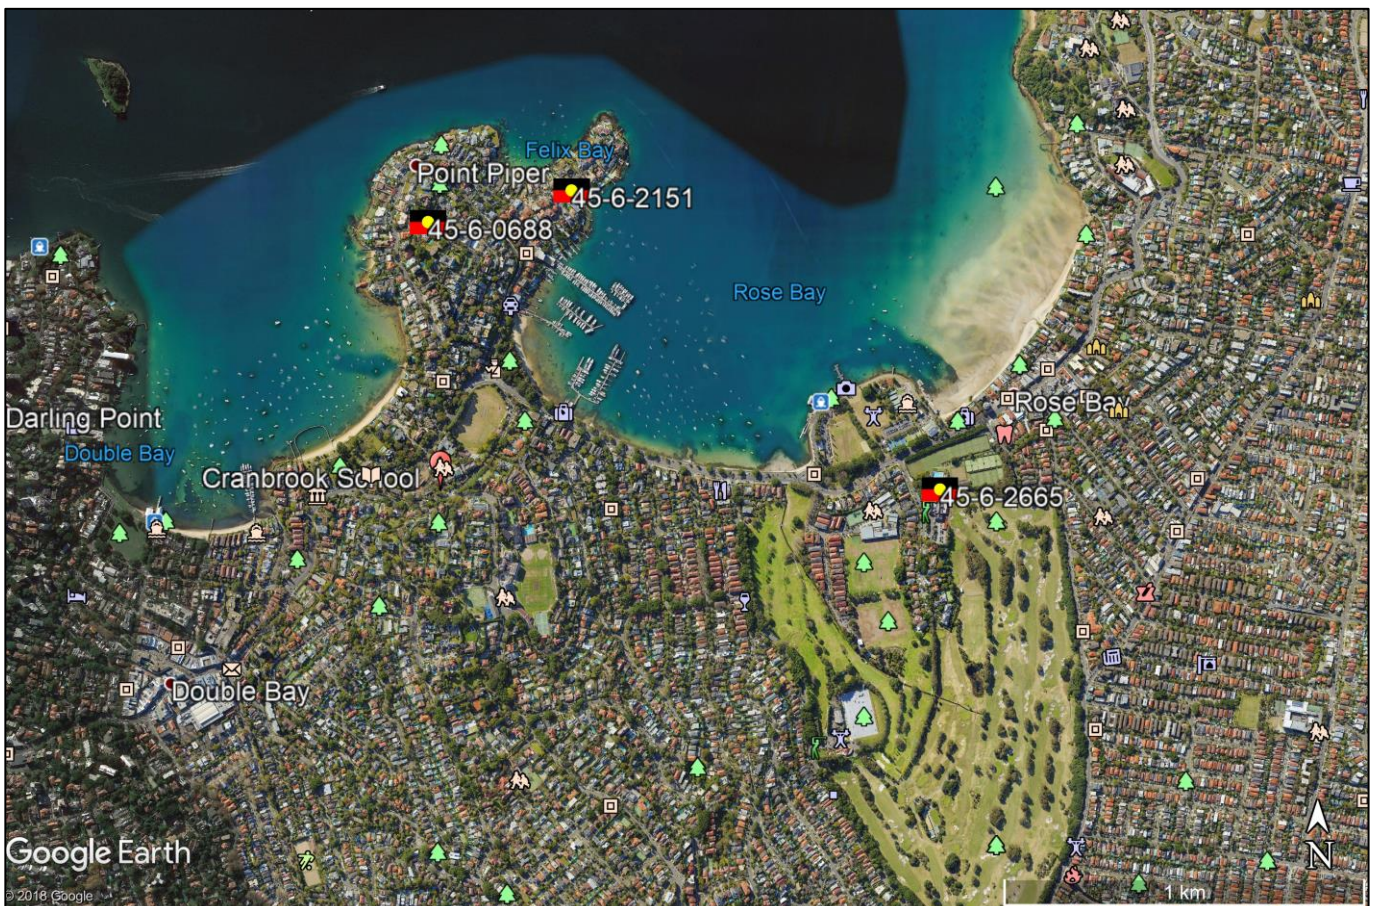 Felix Bay
Point Piper
45-6-2151
45-6-0688
Rose Bay
Darling Point
Double Bay
Rose Bay
Cranbrook School
45-6-2665
Double Bay
Google Earth
N
© 2018 Google
1 km